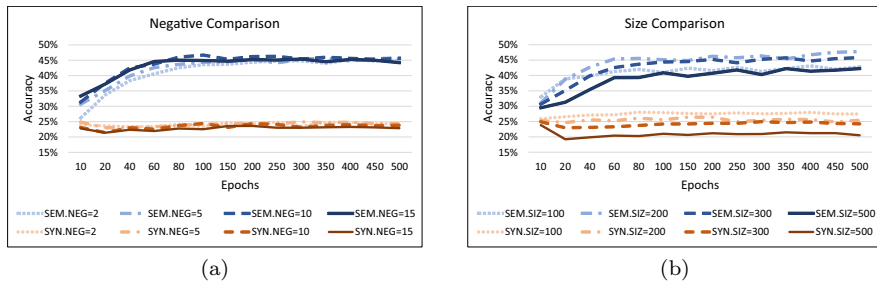 Negative Comparison
50%
45%
40%
35%
30%
25%
20%
15%
Accuracy
10 20 40 60 80 100 150 200 250 300 350 400 450 500
Epochs
SEM.NEG=2 SEM.NEG=5 SEM.NEG=10 SEM.NEG=15
SYN.NEG=2 SYN.NEG=5 SYN.NEG=10 SYN.NEG=15
(a)
Size Comparison
50%
45%
40%
35%
30%
25%
20%
15%
Accuracy
10 20 40 60 80 100 150 200 250 300 350 400 450 500
Epochs
SEM.SIZ=100 SEM.SIZ=200 SEM.SIZ=300 SEM.SIZ=500
SYN.SIZ=100 SYN.SIZ=200 SYN.SIZ=300 SYN.SIZ=500
(b)